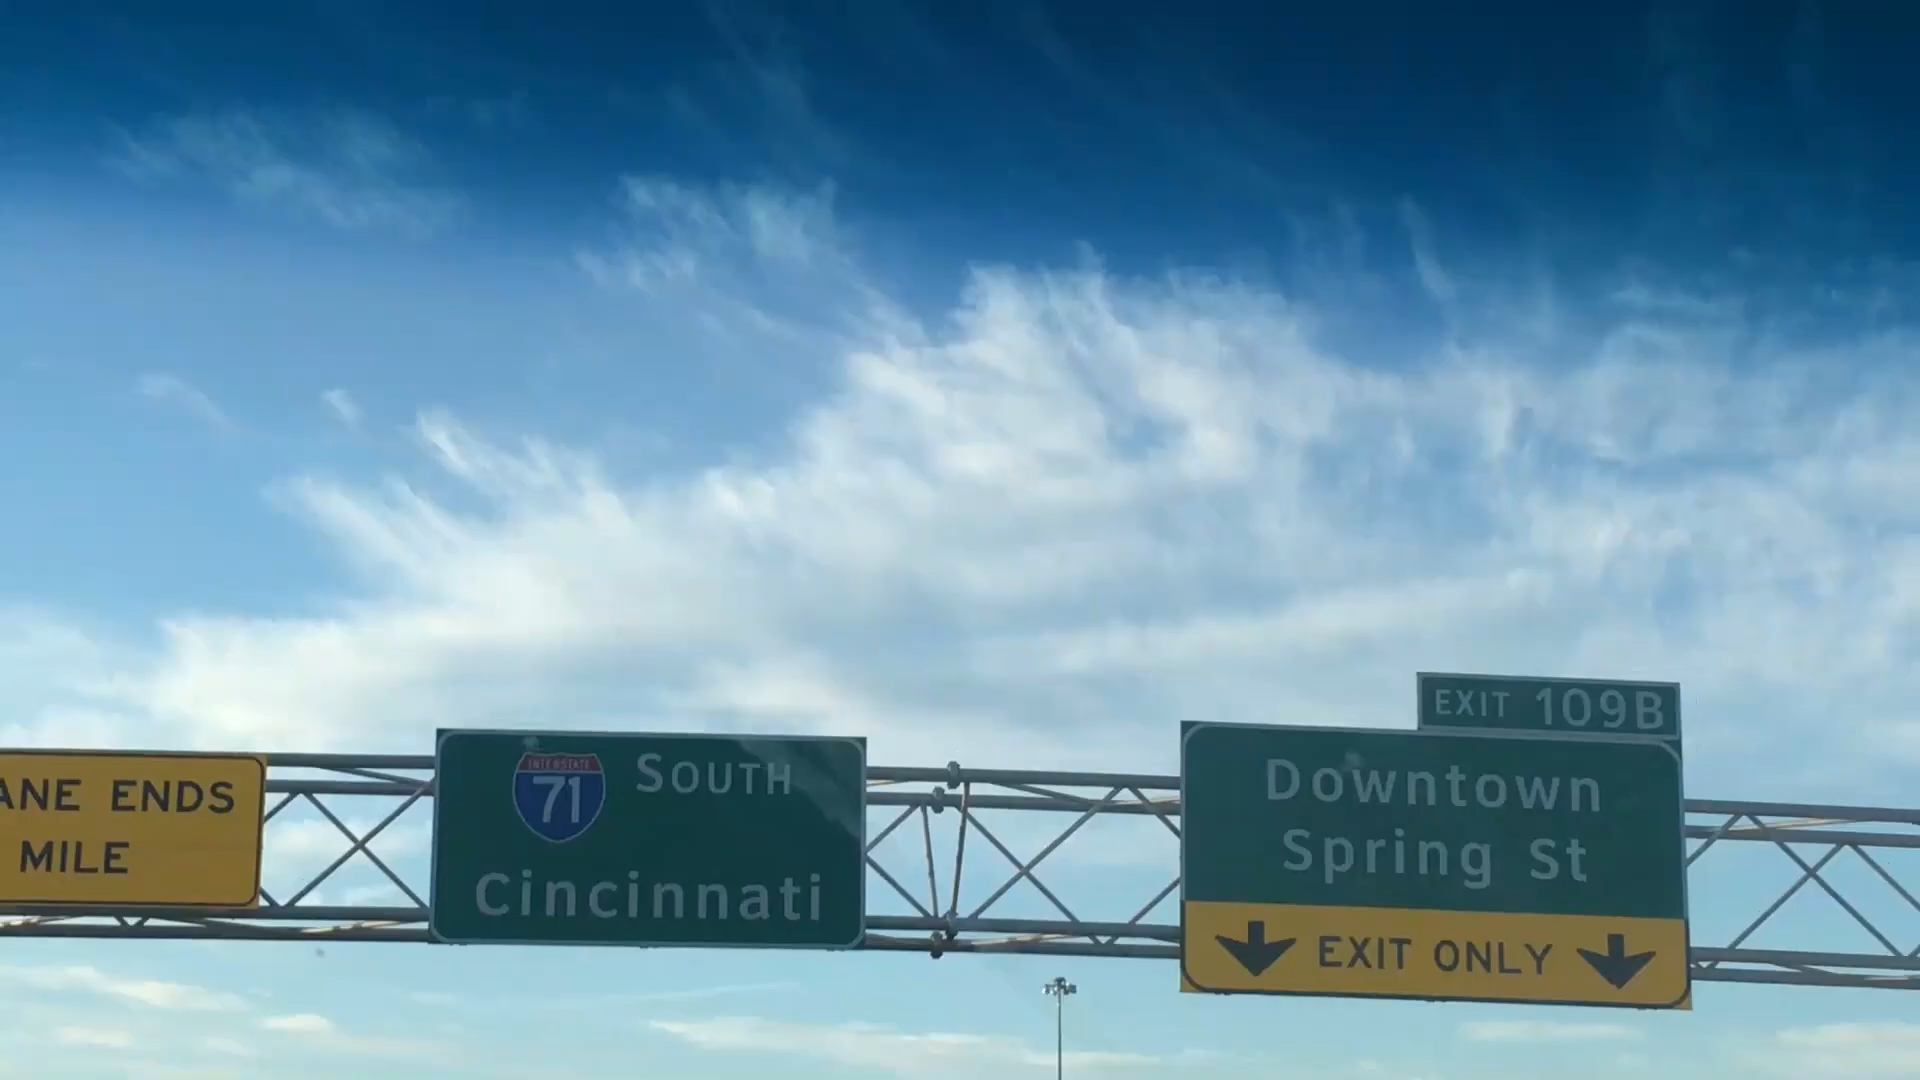 ANE ENDS
MILE
INTERSTATE
71 SOUTH
Cincinnati
EXIT 109B
Downtown
Spring St
EXIT ONLY